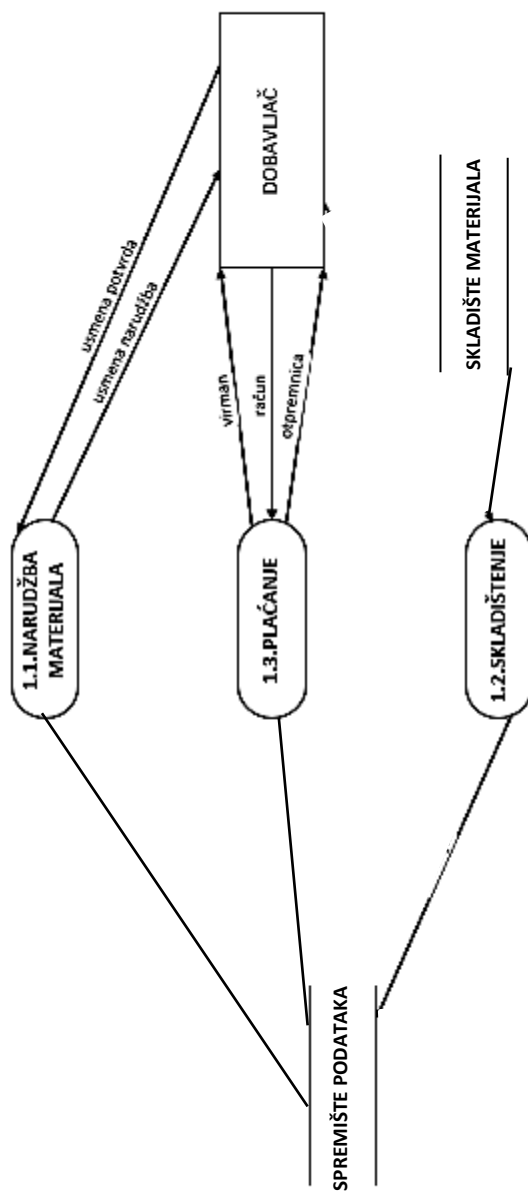 1.1.NARUDŽBA
MATERIJALA
usmena potvrda
usmena narudžba
virman
1.3.PLAĆANJE
račun
DOBAVLJAČ
otpremnica
SPREMIŠTE PODATAKA
SKLADIŠTE MATERIJALA
1.2.SKLADIŠTENJE